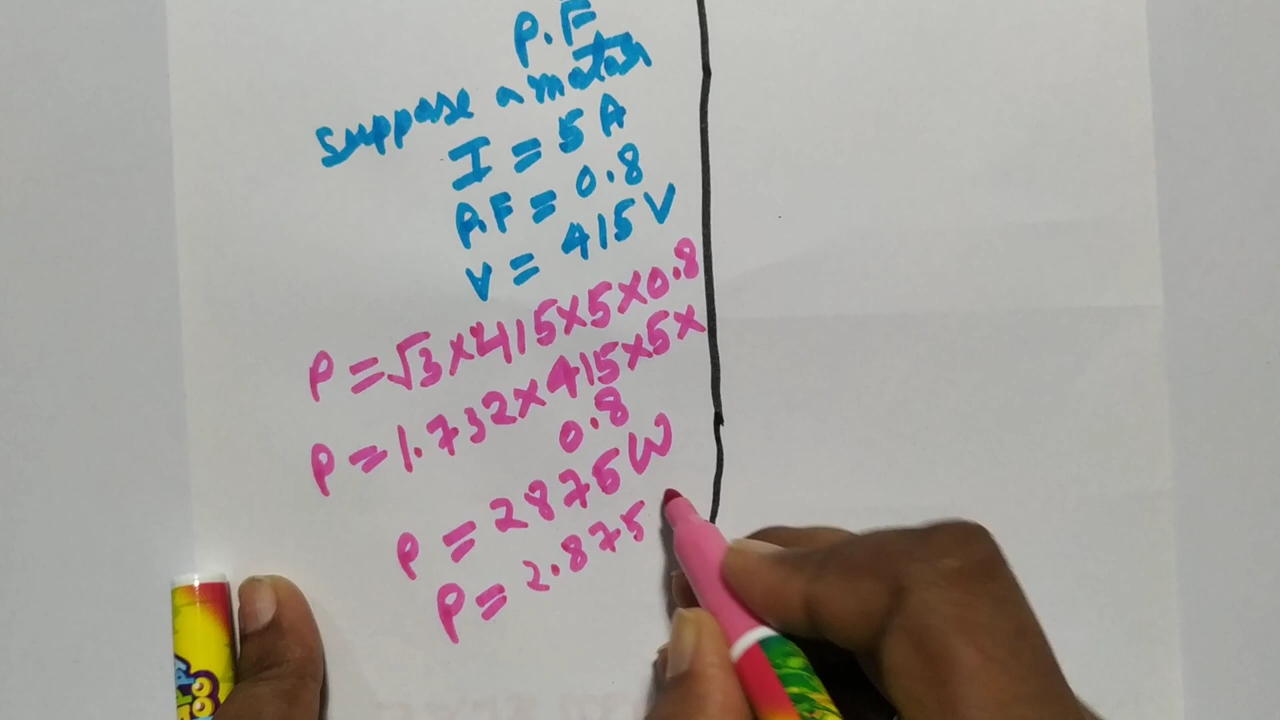 P.F
suppose a motor
I = 5 A
P.F = 0.8
V = 415 V
P = √3 × 415 × 5 × 0.8
P = 1.732 × 415 × 5 ×
0.8
P = 2875 W
P = 2.875